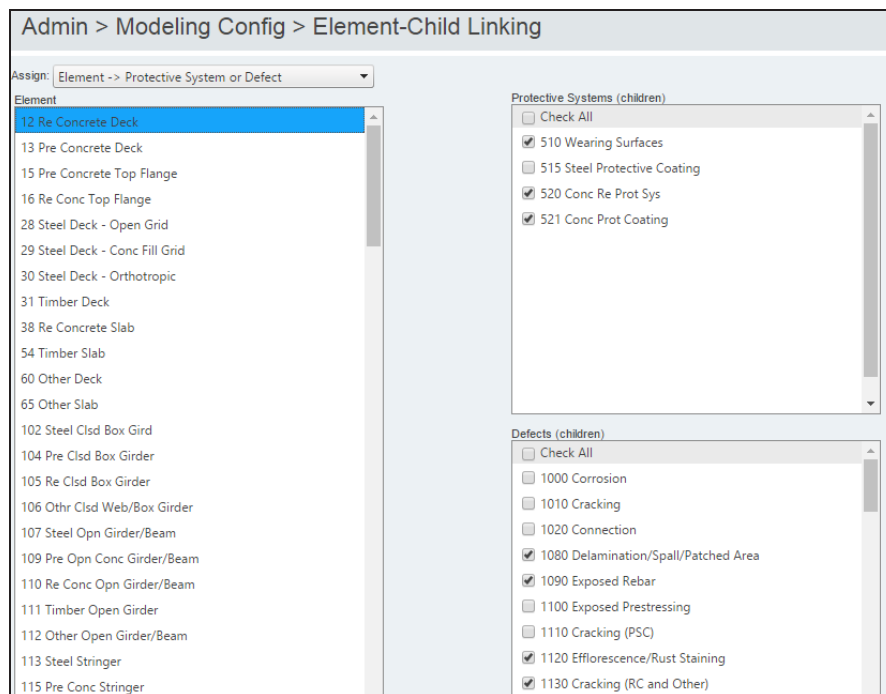 Admin > Modeling Config > Element-Child Linking
Assign: Element -> Protective System or Defect
Element
12 Re Concrete Deck
13 Pre Concrete Deck
15 Pre Concrete Top Flange
16 Re Conc Top Flange
28 Steel Deck - Open Grid
29 Steel Deck - Conc Fill Grid
30 Steel Deck - Orthotropic
31 Timber Deck
38 Re Concrete Slab
54 Timber Slab
60 Other Deck
65 Other Slab
102 Steel Clsd Box Gird
104 Pre Clsd Box Girder
105 Re Clsd Box Girder
106 Othr Clsd Web/Box Girder
107 Steel Opn Girder/Beam
109 Pre Opn Conc Girder/Beam
110 Re Conc Opn Girder/Beam
111 Timber Open Girder
112 Other Open Girder/Beam
113 Steel Stringer
115 Pre Conc Stringer
Protective Systems (children)
Check All
510 Wearing Surfaces
515 Steel Protective Coating
520 Conc Re Prot Sys
521 Conc Prot Coating
Defects (children)
Check All
1000 Corrosion
1010 Cracking
1020 Connection
1080 Delamination/Spall/Patched Area
1090 Exposed Rebar
1100 Exposed Prestressing
1110 Cracking (PSC)
1120 Efflorescence/Rust Staining
1130 Cracking (RC and Other)